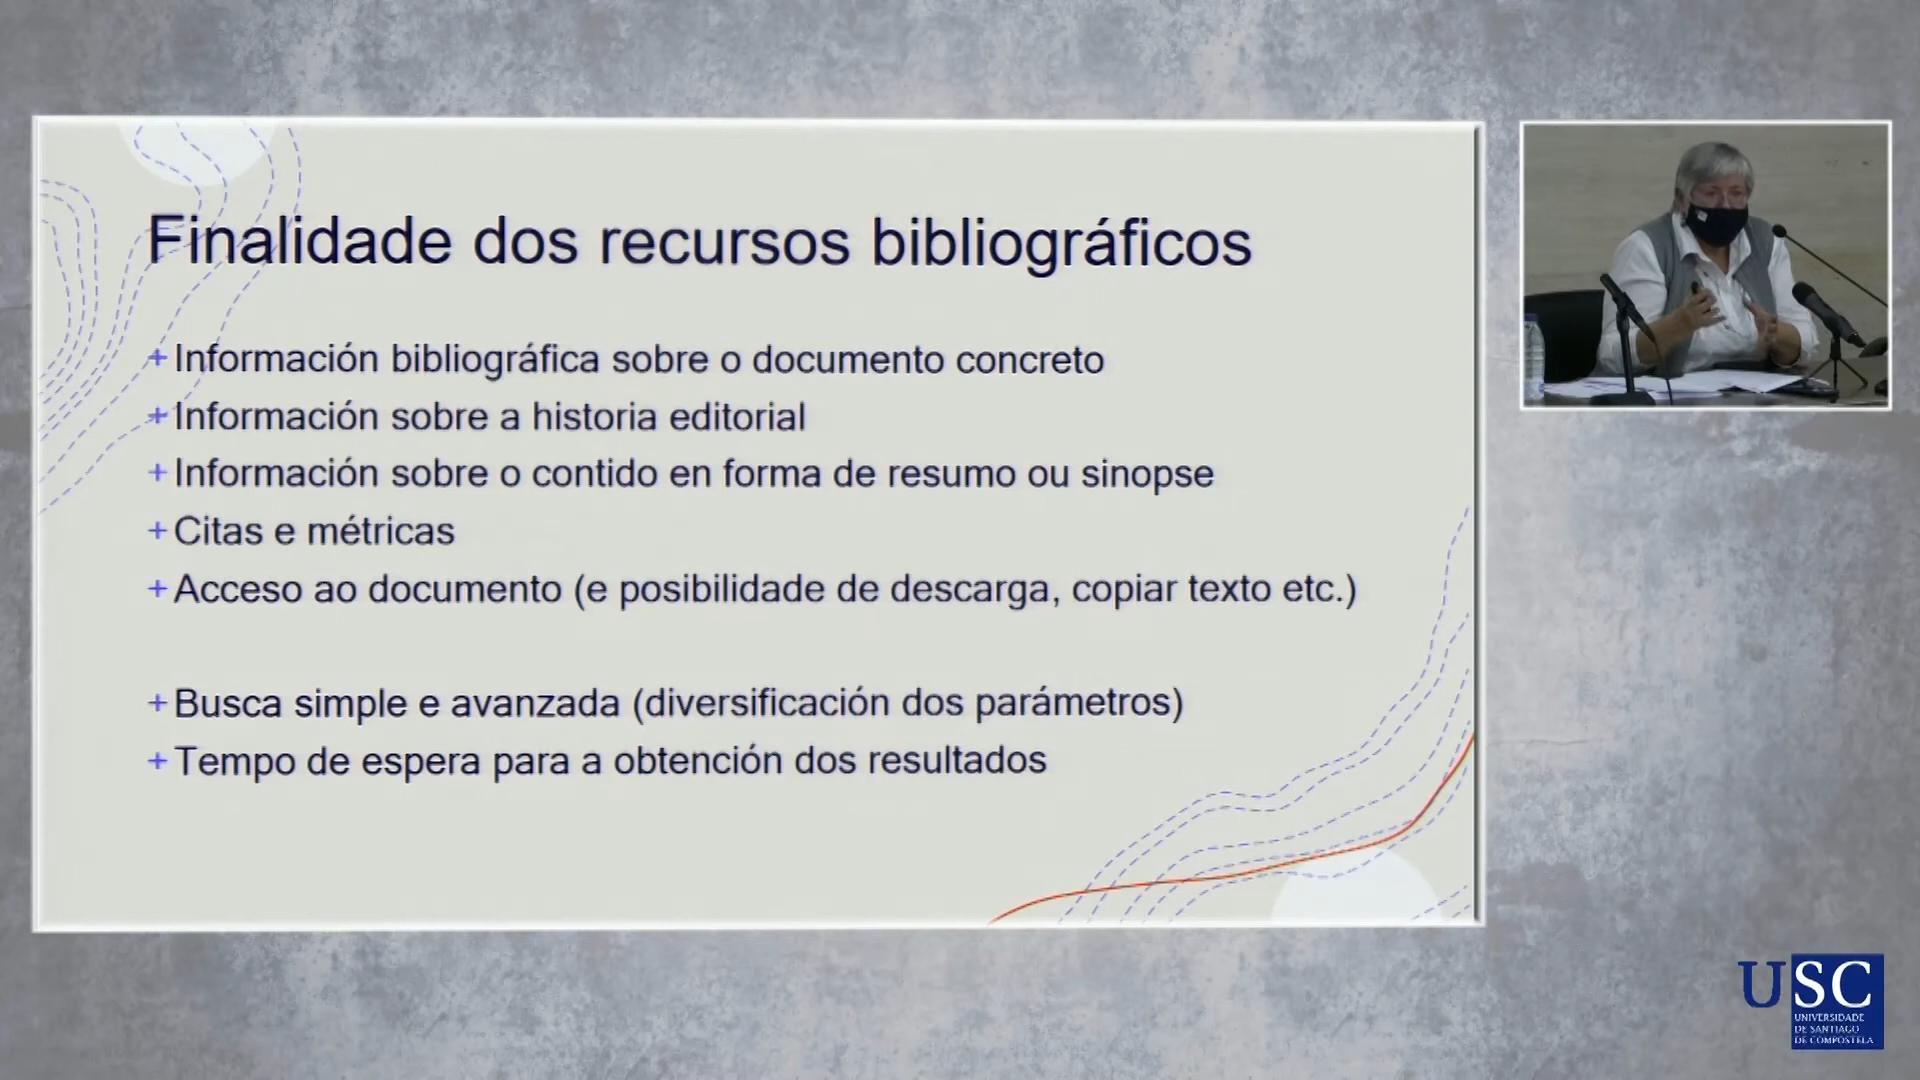 Finalidade dos recursos bibliográficos
+ Información bibliográfica sobre o documento concreto
+ Información sobre a historia editorial
+ Información sobre o contido en forma de resumo ou sinopse
+ Citas e métricas
+ Acceso ao documento (e posibilidade de descarga, copiar texto etc.)
+ Busca simple e avanzada (diversificación dos parámetros)
+ Tempo de espera para a obtención dos resultados
USC
UNIVERSIDADE
DE SANTIAGO
DE COMPOSTELA